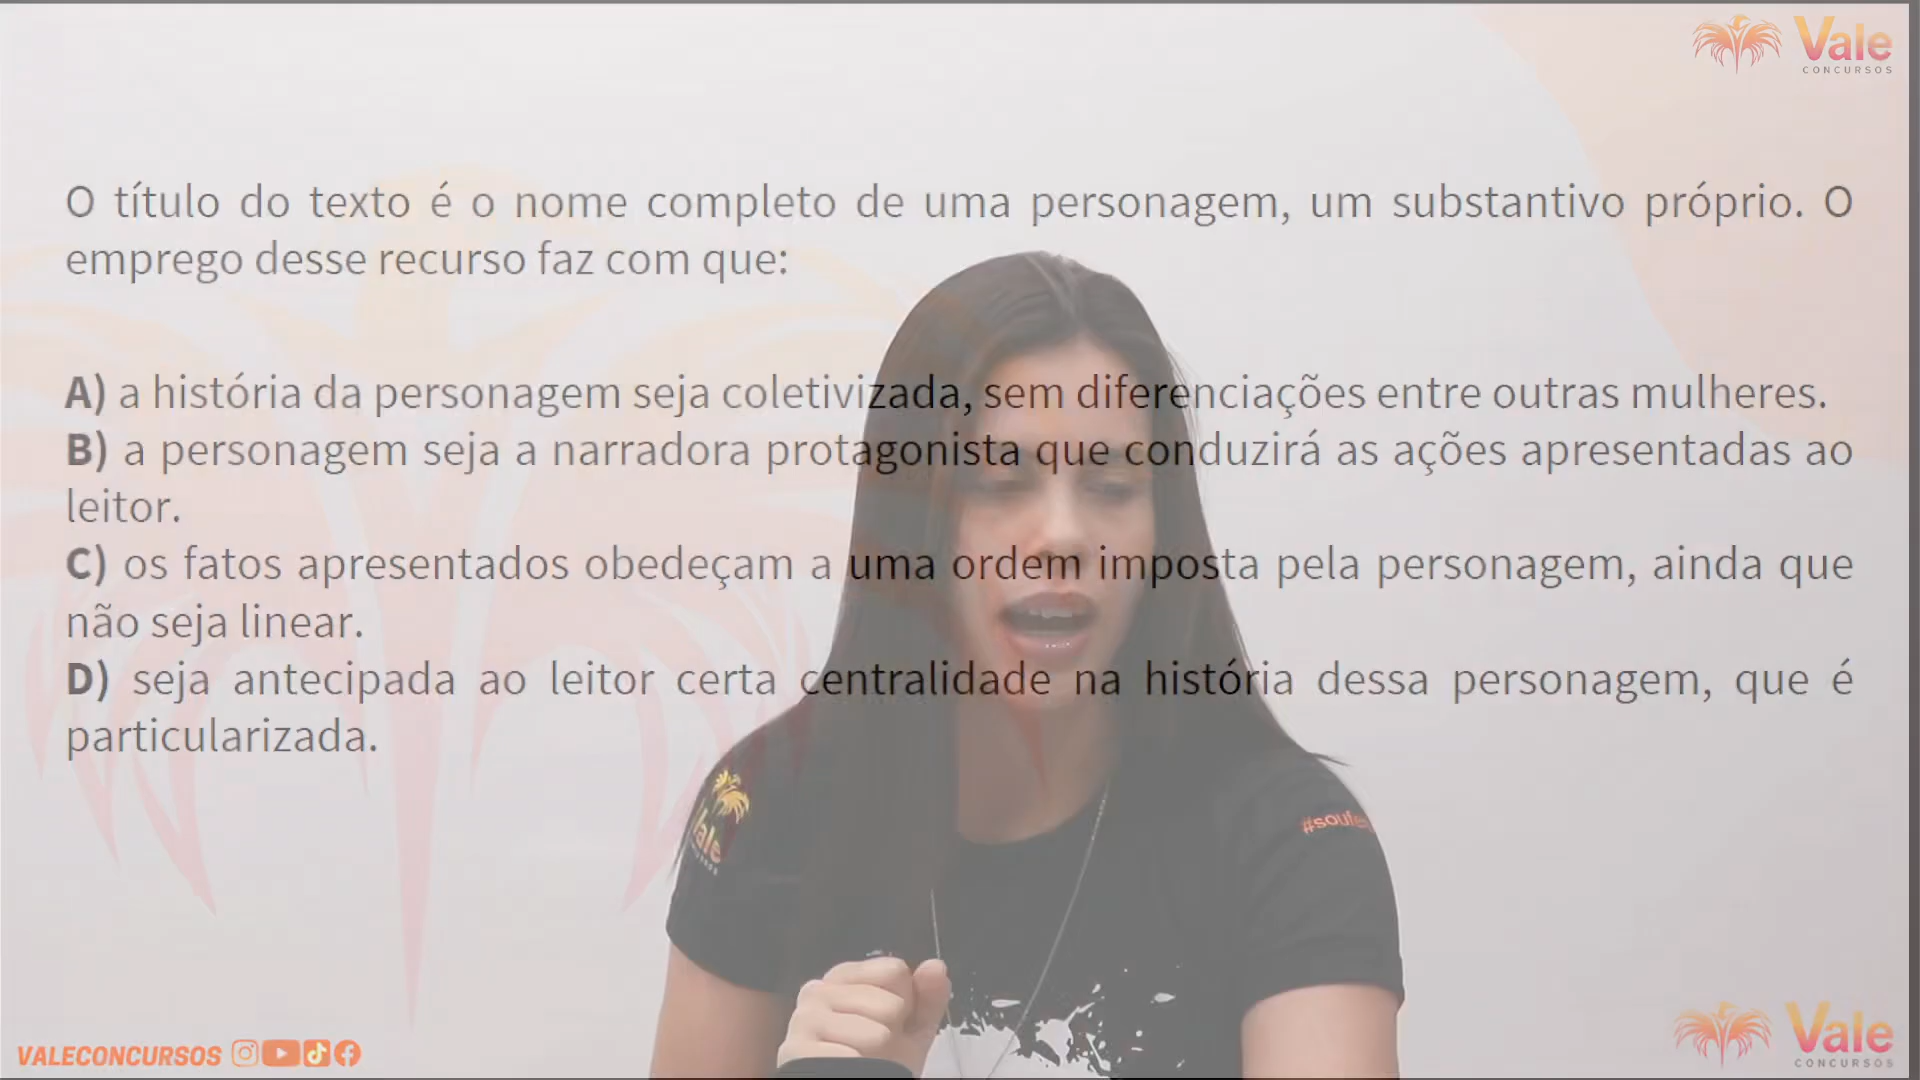 Vale
CONCURSOS
O título do texto é o nome completo de uma personagem, um substantivo próprio. O
emprego desse recurso faz com que:
A) a história da personagem seja coletivizada, sem diferenciações entre outras mulheres.
B) a personagem seja a narradora protagonista que conduzirá as ações apresentadas ao
leitor.
C) os fatos apresentados obedeçam a uma ordem imposta pela personagem, ainda que
não seja linear.
D) seja antecipada ao leitor certa centralidade na história dessa personagem, que é
particularizada.
Vale
VALECONCURSOS
Vale
CONCURSOS